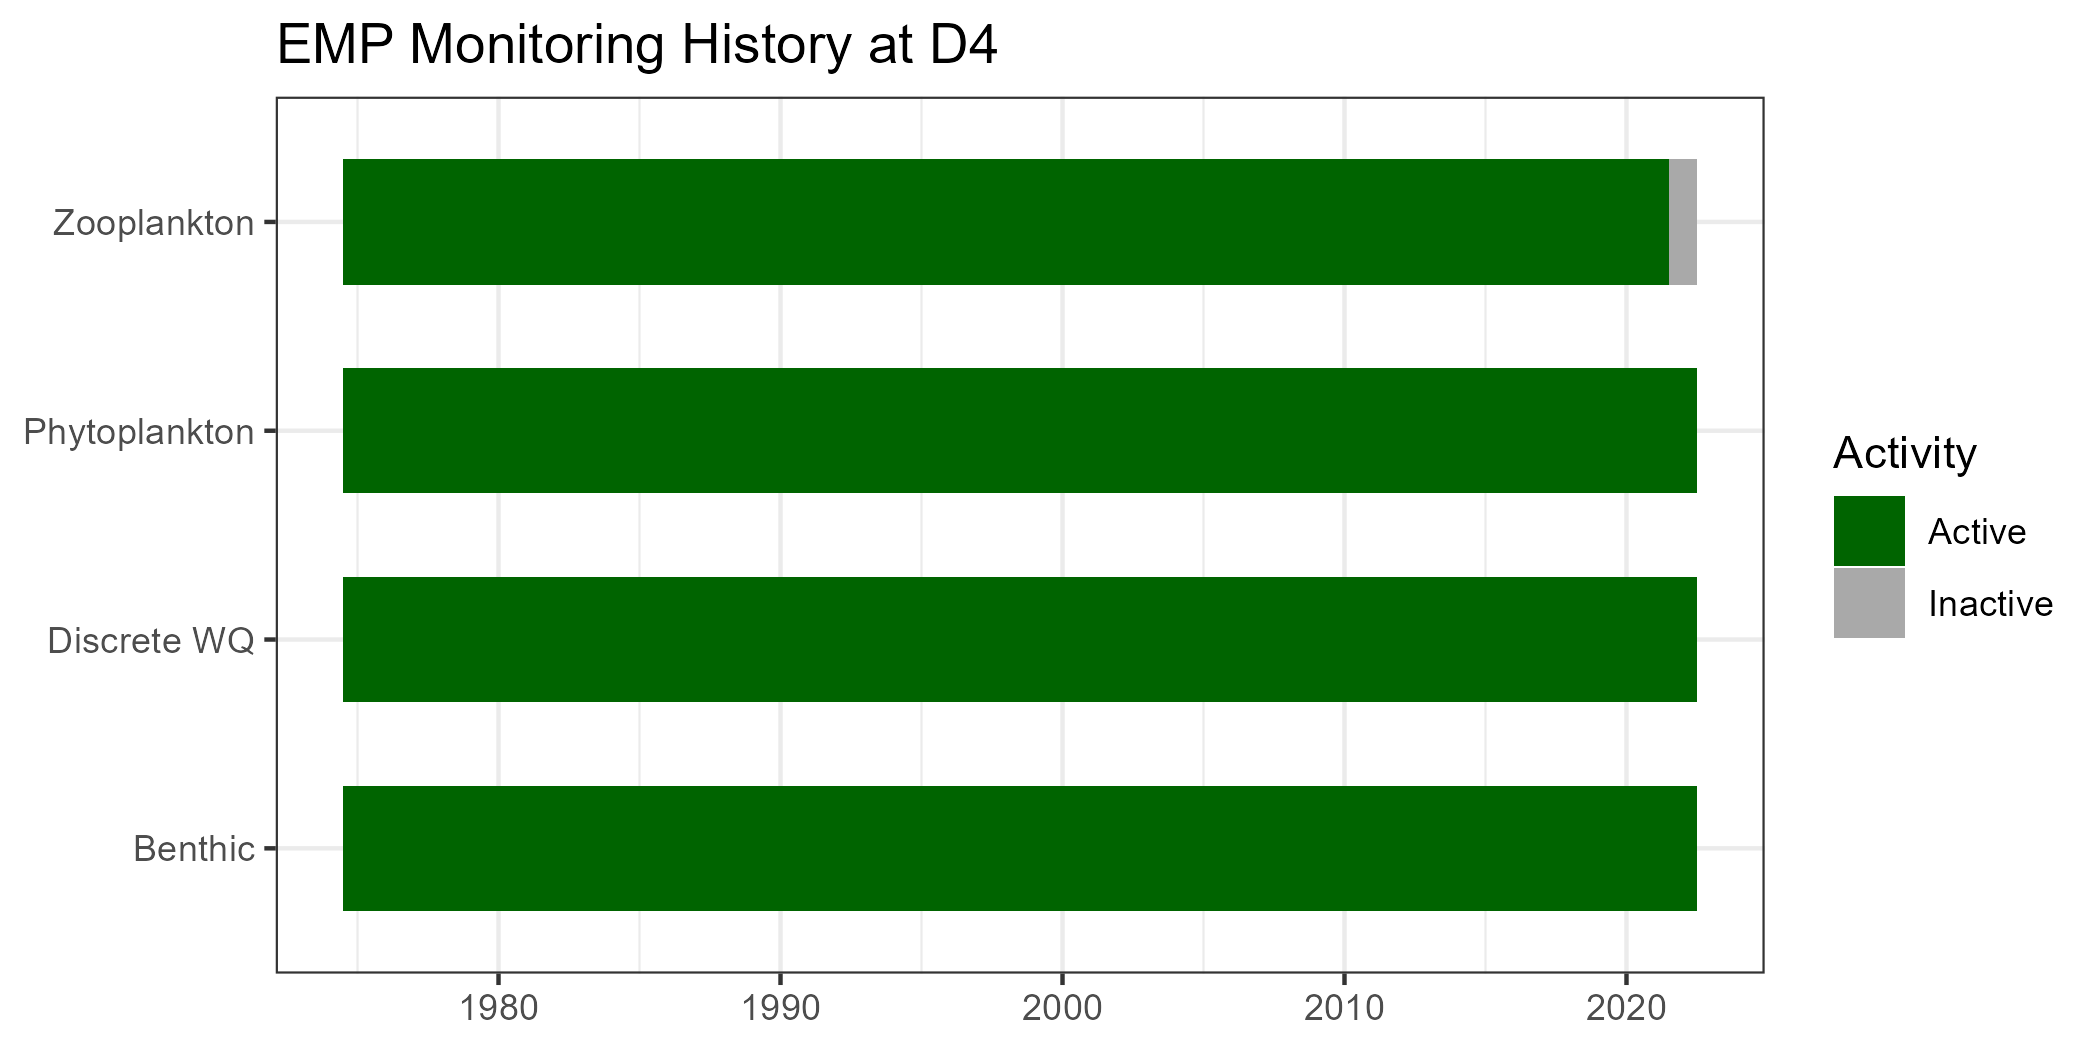 EMP Monitoring History at D4
Zooplankton
Phytoplankton
Discrete WQ
Benthic
1980
1990
2000
2010
2020
Activity
Active
Inactive